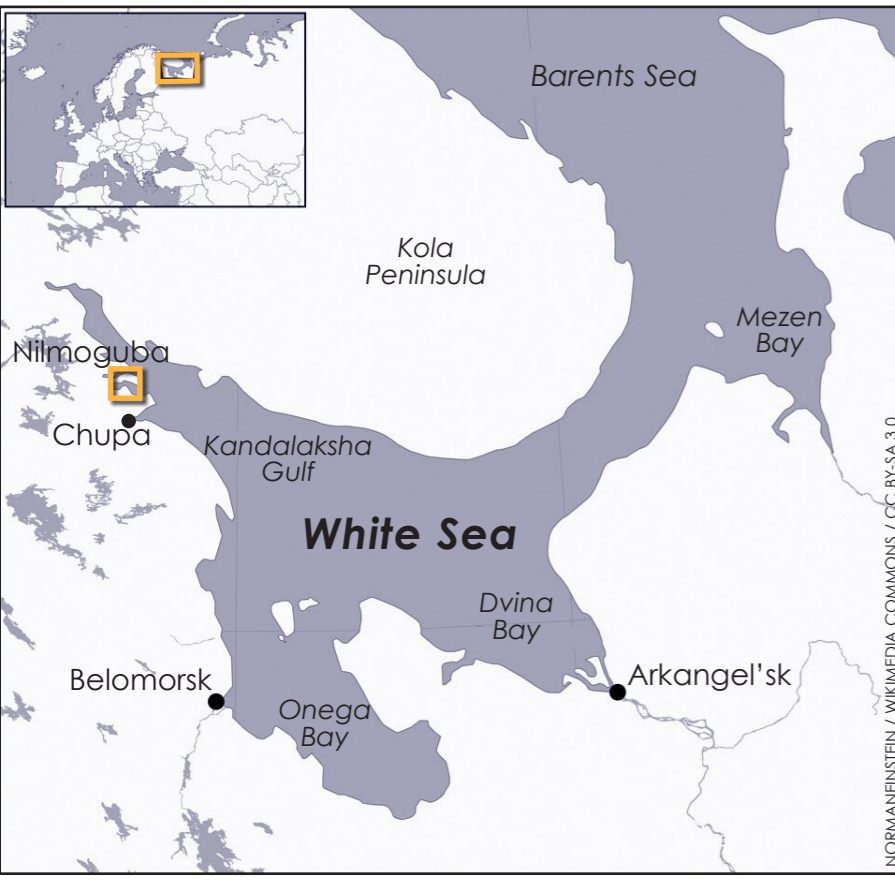 Barents Sea
Kola
Peninsula
Mezen
Bay
Nilmoguba
Chupa
Kandalaksha
Gulf
White Sea
Dvina
Bay
Belomorsk
Arkangel'sk
Onega
Bay
NORMANEINSTEIN / WIKIMEDIA COMMONS / CC BY-SA 3.0